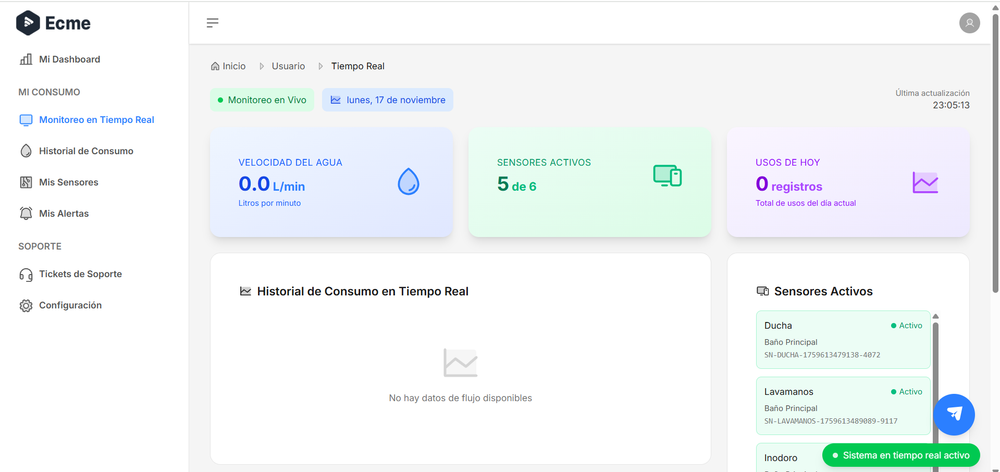 Ecme
Mi Dashboard
MI CONSUMO
Monitoreo en Tiempo Real
Historial de Consumo
Mis Sensores
Mis Alertas
SOPORTE
Tickets de Soporte
Configuración
Inicio
Usuario
Tiempo Real
Monitoreo en Vivo
lunes, 17 de noviembre
Última actualización
23:05:13
VELOCIDAD DEL AGUA
0.0 L/min
Litros por minuto
SENSORES ACTIVOS
5 de 6
USOS DE HOY
0 registros
Total de usos del día actual
Historial de Consumo en Tiempo Real
No hay datos de flujo disponibles
Sensores Activos
Ducha
Activo
Baño Principal
SN-DUCHA-1759613479138-4072
Lavamanos
Activo
Baño Principal
SN-LAVAMANOS-1759613489089-9117
Inodoro
Sistema en tiempo real activo